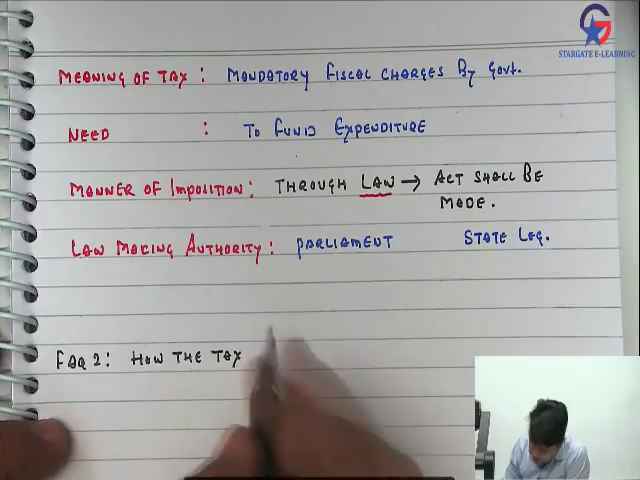 STARGATE E-LEARNING
MEANING OF TAX : MANDATORY FISCAL CHARGES BY GOVT.
NEED : TO FUND EXPENDITURE
MANNER OF IMPOSITION : THROUGH LAW → ACT SHALL BE
MADE.
LAW MAKING AUTHORITY : PARLIAMENT STATE LEG.
FAQ 2 : HOW THE TAX